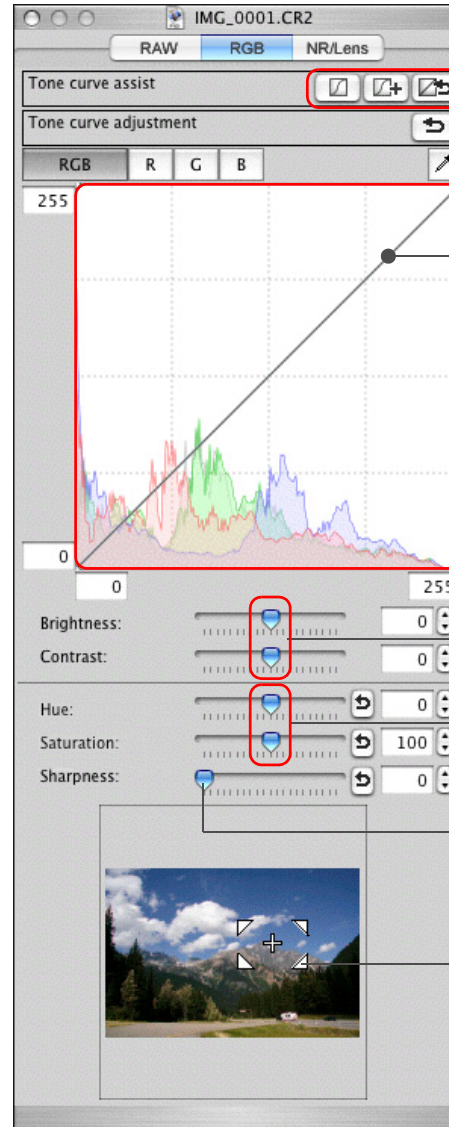 IMG_0001.CR2
RAW RGB NR/Lens
Tone curve assist
Tone curve adjustment
RGB R G B
255
0
0 255
Brightness: 0
Contrast: 0
Hue: 0
Saturation: 100
Sharpness: 0